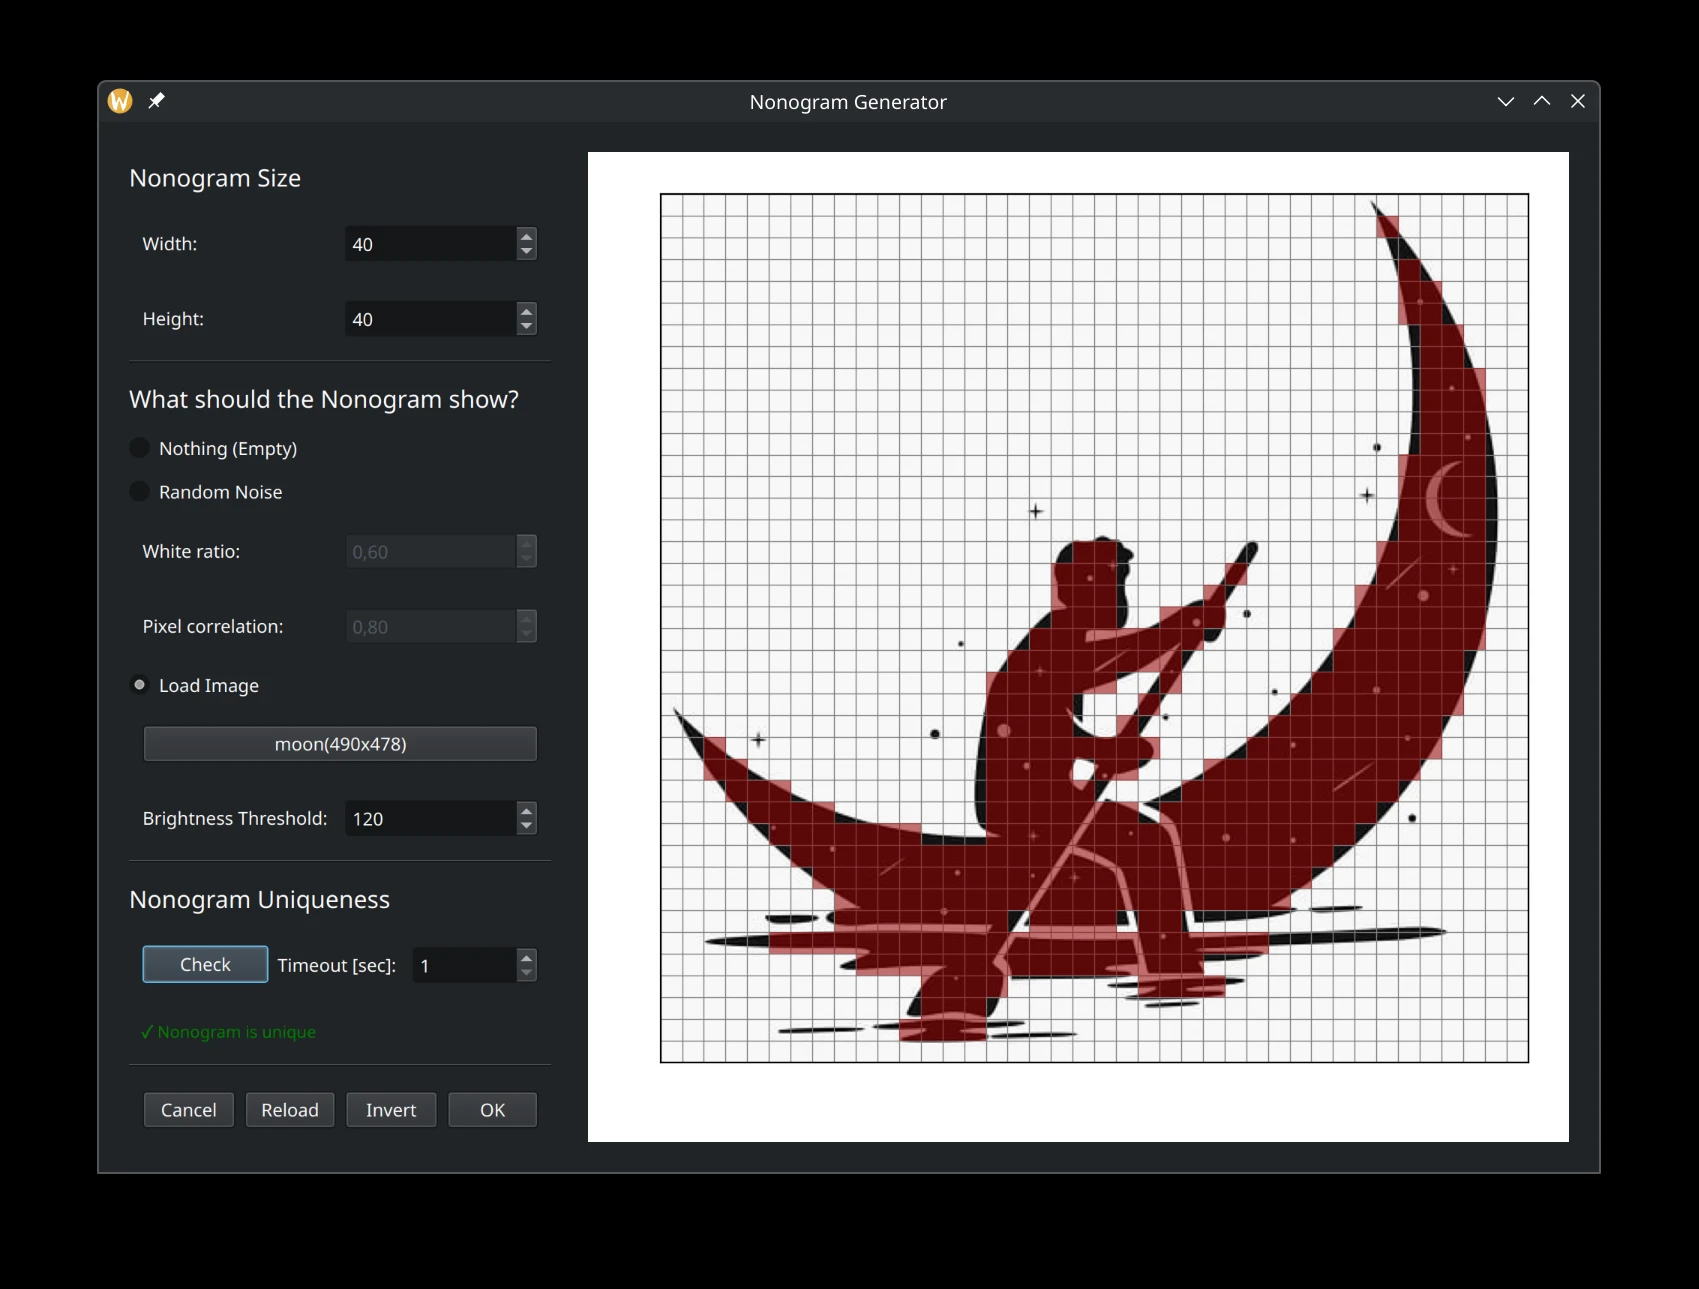 W
Nonogram Generator
Nonogram Size
Width:
40
Height:
40
What should the Nonogram show?
Nothing (Empty)
Random Noise
White ratio:
0,60
Pixel correlation:
0,80
Load Image
moon(490x478)
Brightness Threshold:
120
Nonogram Uniqueness
Check
Timeout [sec]:
1
✓ Nonogram is unique
Cancel
Reload
Invert
OK